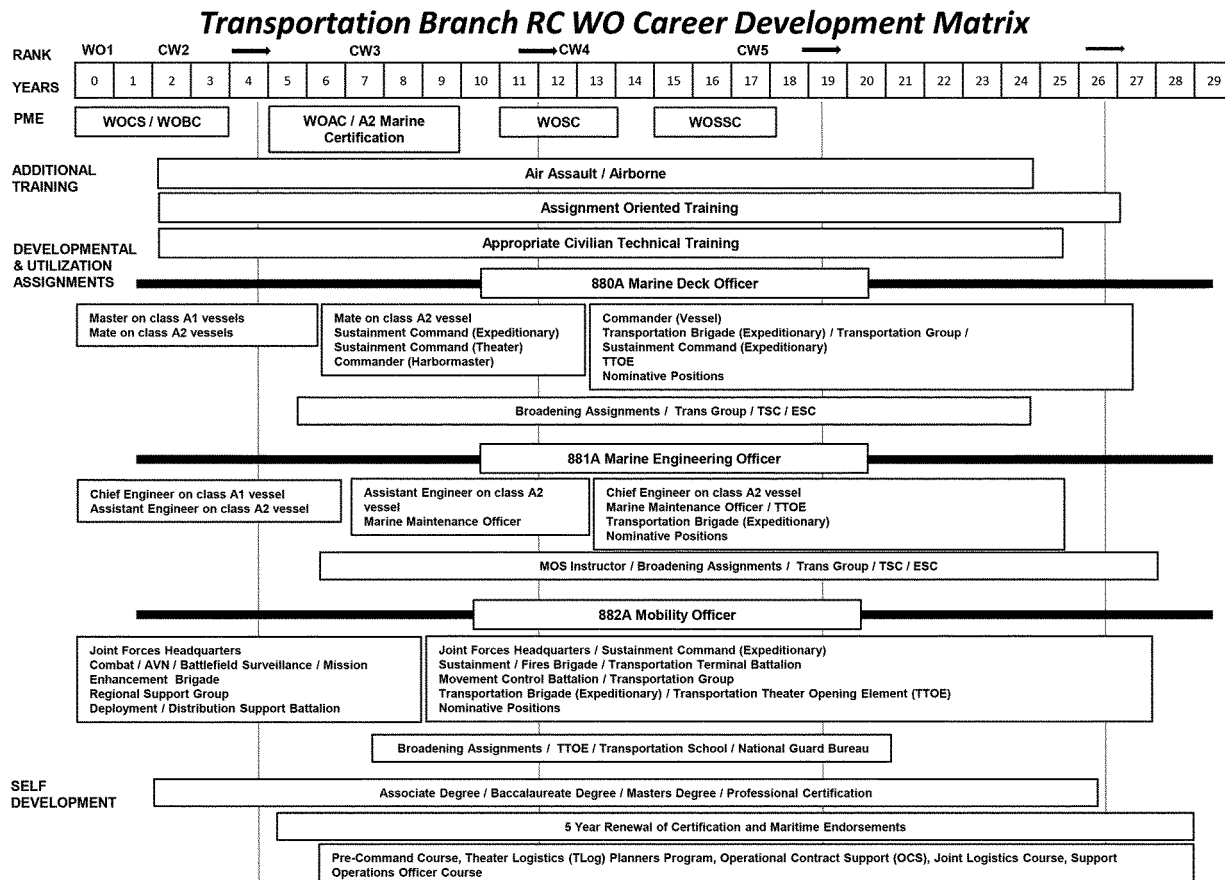 Transportation Branch RC WO Career Development Matrix
RANK
WO1 CW2 CW3 CW4 CW5
YEARS
0 1 2 3 4 5 6 7 8 9 10 11 12 13 15 16 17 18 19 20 21 22 23 24 26 27 28 29
PME
WOCS / WOBC
WOAC / A2 Marine
Certification
WOSC
WOSSC
ADDITIONAL
TRAINING
Air Assault / Airborne
Assignment Oriented Training
Appropriate Civilian Technical Training
DEVELOPMENTAL
& UTILIZATION
ASSIGNMENTS
880A Marine Deck Officer
Master on class A1 vessels
Mate on class A2 vessels
Mate on class A2 vessel
Sustainment Command (Expeditionary)
Sustainment Command (Theater)
Commander (Harbormaster)
Commander (Vessel)
Transportation Brigade (Expeditionary) / Transportation Group /
Sustainment Command (Expeditionary)
TTOE
Nominative Positions
Broadening Assignments / Trans Group / TSC / ESC
881A Marine Engineering Officer
Chief Engineer on class A1 vessel
Assistant Engineer on class A2 vessel
Assistant Engineer on class A2
vessel
Marine Maintenance Officer
Chief Engineer on class A2 vessel
Marine Maintenance Officer / TTOE
Transportation Brigade (Expeditionary)
Nominative Positions
MOS Instructor / Broadening Assignments / Trans Group / TSC / ESC
882A Mobility Officer
Joint Forces Headquarters
Combat / AVN / Battlefield Surveillance / Mission
Enhancement Brigade
Regional Support Group
Deployment / Distribution Support Battalion
Joint Forces Headquarters / Sustainment Command (Expeditionary)
Sustainment / Fires Brigade / Transportation Terminal Battalion
Movement Control Battalion / Transportation Group
Transportation Brigade (Expeditionary) / Transportation Theater Opening Element (TTOE)
Nominative Positions
Broadening Assignments / TTOE / Transportation School / National Guard Bureau
SELF
DEVELOPMENT
Associate Degree / Baccalaureate Degree / Masters Degree / Professional Certification
5 Year Renewal of Certification and Maritime Endorsements
Pre-Command Course, Theater Logistics (TLog) Planners Program, Operational Contract Support (OCS), Joint Logistics Course, Support
Operations Officer Course